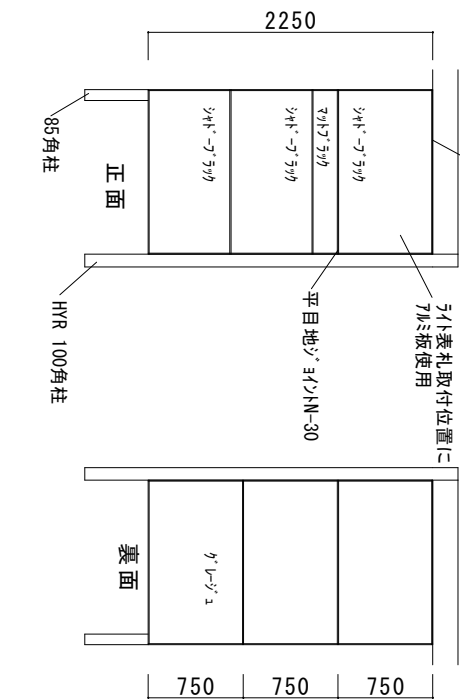 2250
85角柱
正面
シャドーブラック
シャドーブラック
マットブラック
シャドーブラック
HYR 100角柱
平目地ジョイントN-30
ライト表札取付位置に
アルミ板使用
裏面
グレージュ
750
750
750